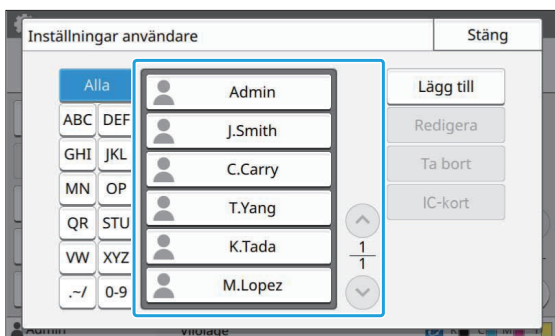 Inställningar användare
Stäng
Alla
ABC DEF
GHI JKL
MN OP
QR STU
VW XYZ
.~/ 0-9
Admin
J.Smith
C.Carry
T.Yang
K.Tada
M.Lopez
1
1
Lägg till
Redigera
Ta bort
IC-kort
Admin